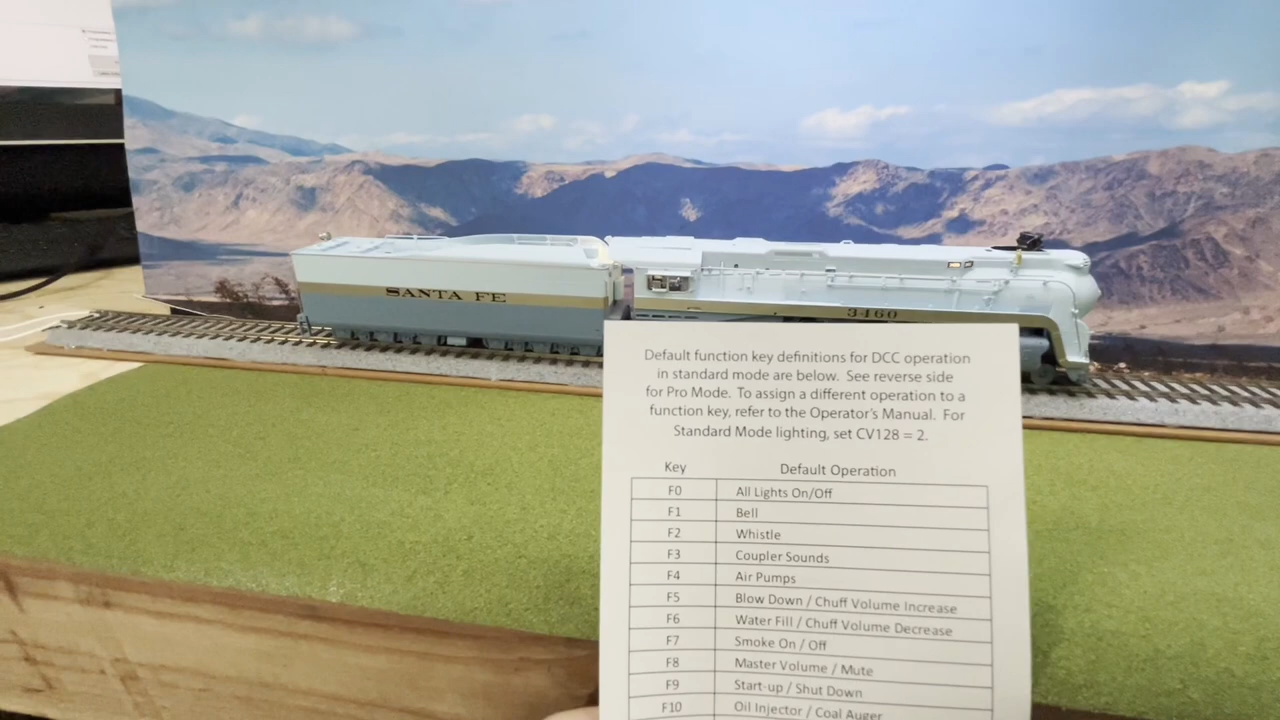 SANTA FE
3460
Default function key definitions for DCC operation
in standard mode are below. See reverse side
for Pro Mode. To assign a different operation to a
function key, refer to the Operator's Manual. For
Standard Mode lighting, set CV128 = 2.
Key Default Operation
F0 All Lights On/Off
F1 Bell
F2 Whistle
F3 Coupler Sounds
F4 Air Pumps
F5 Blow Down / Chuff Volume Increase
F6 Water Fill / Chuff Volume Decrease
F7 Smoke On / Off
F8 Master Volume / Mute
F9 Start-up / Shut Down
F10 Oil Injector / Coal Auger